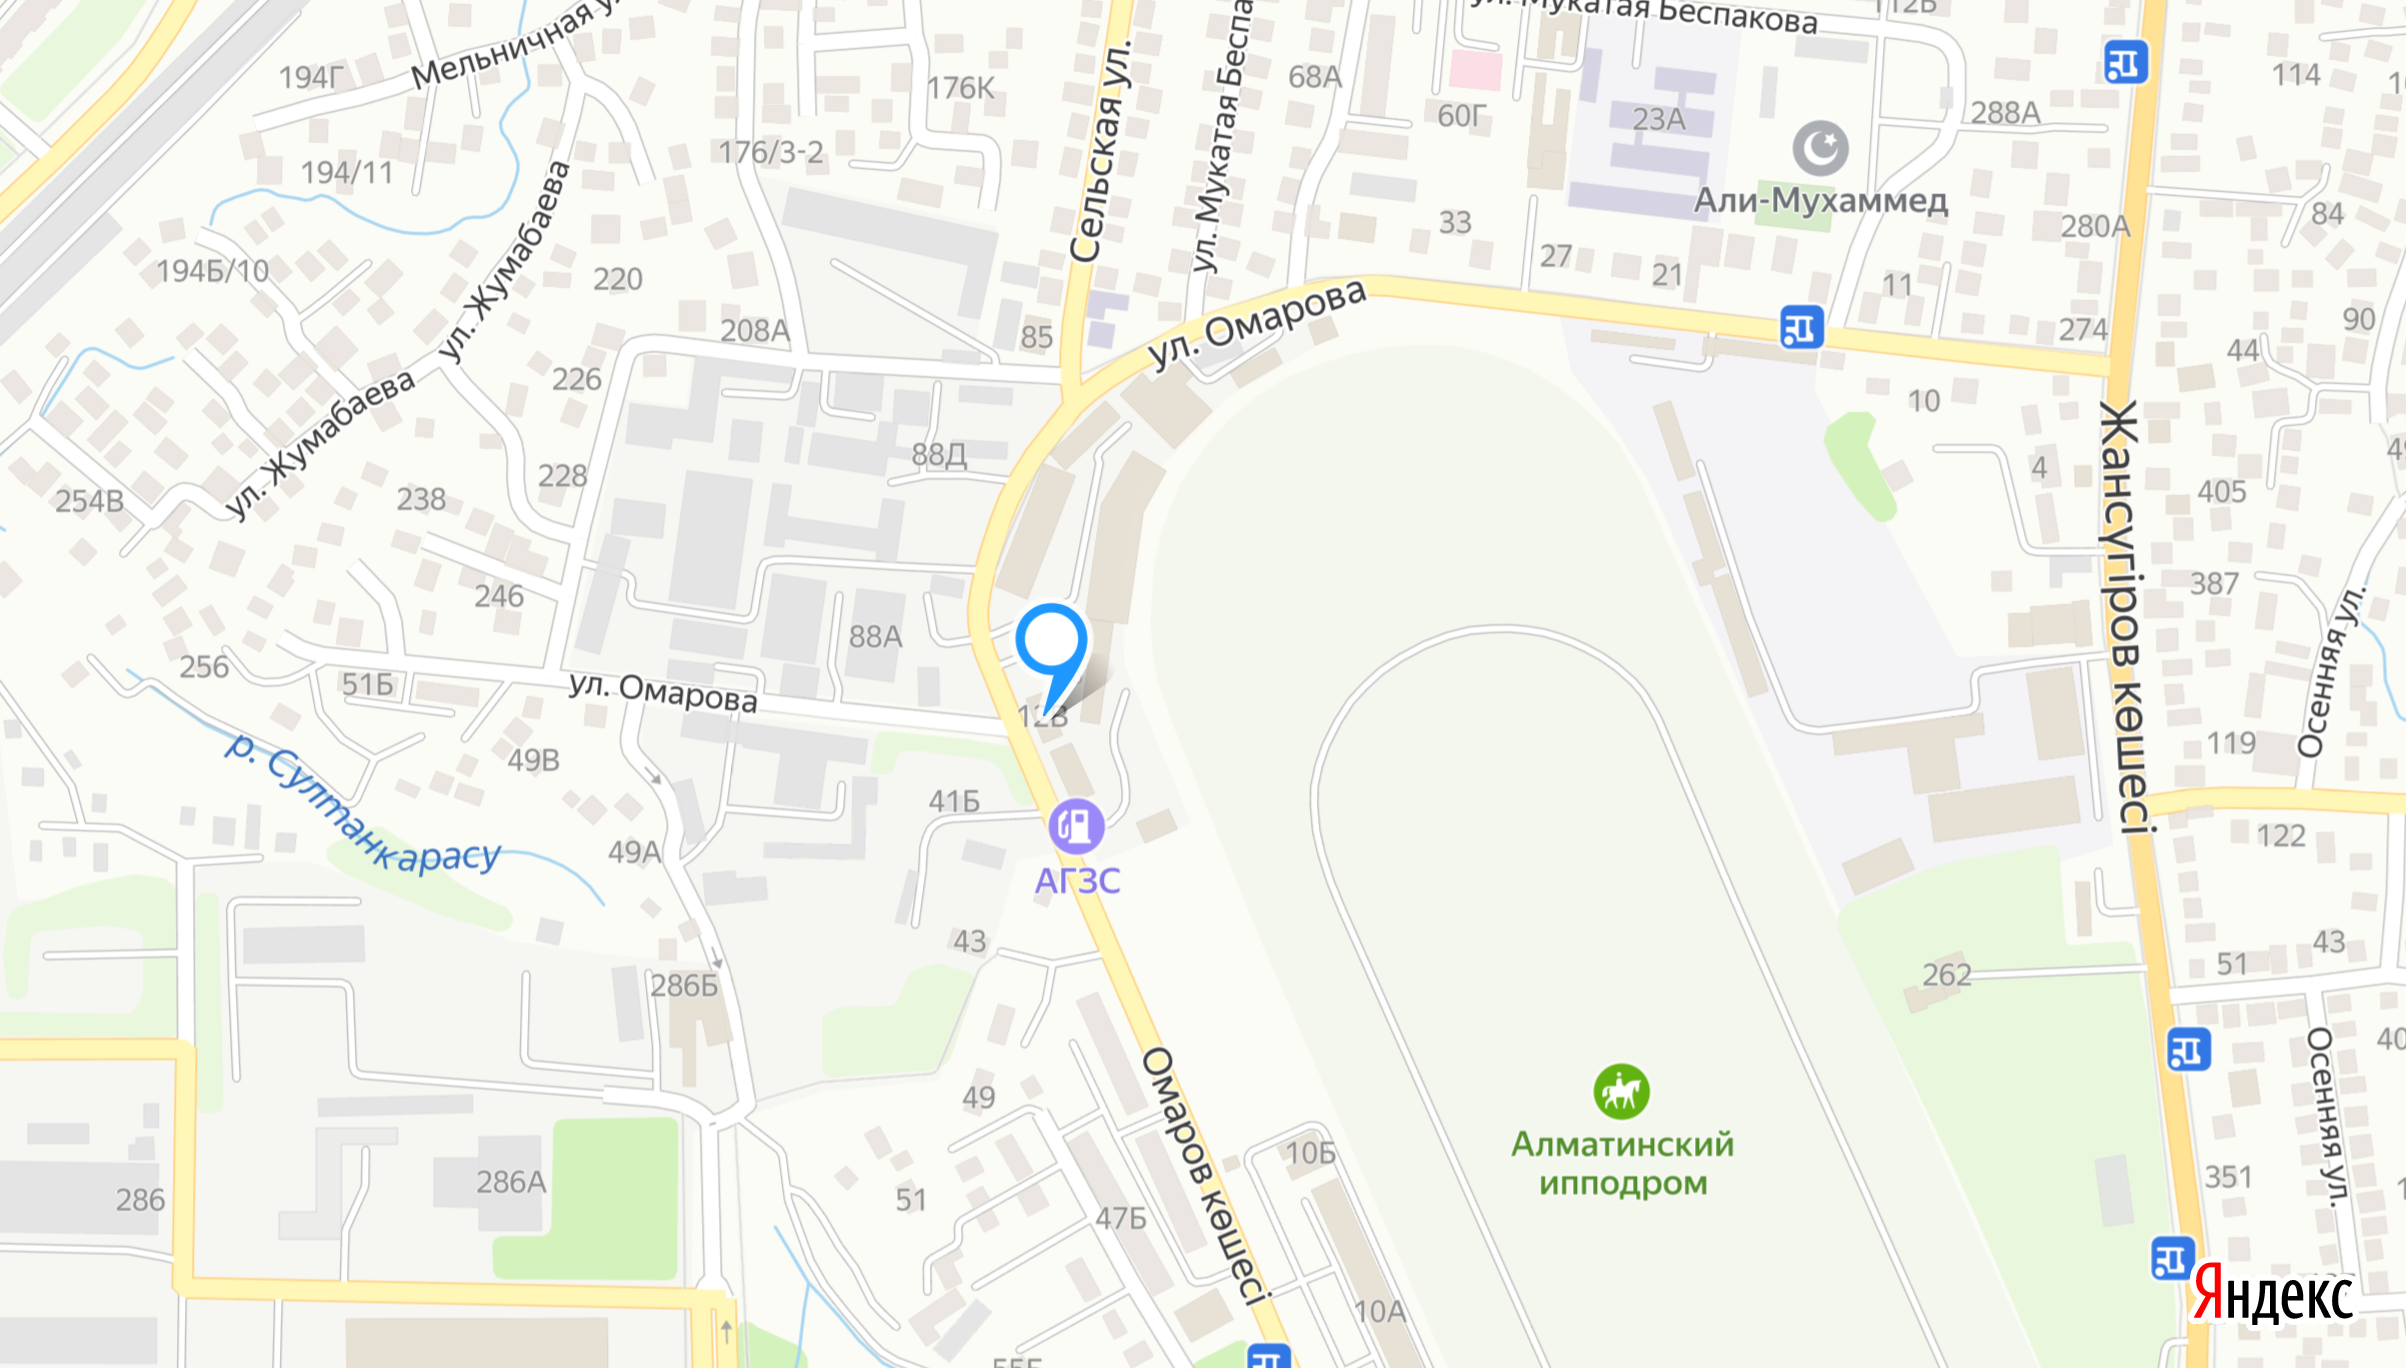 ул. Мукатая Беспакова
112В
Мельничная ул.
194Г
176К
68А
60Г
23А
288А
114
194/11
176/3-2
Сельская ул.
ул. Мукатая Беспа
Али-Мухаммед
33
27
21
11
280А
84
194Б/10
220
ул. Жумабаева
208А
85
ул. Омарова
274
90
44
226
ул. Жумабаева
10
254В
238
228
88Д
4
405
Жансүгіров көшесі
246
88А
387
Осенняя ул.
256
51Б
ул. Омарова
12В
р. Султанкарасу
49В
41Б
119
49А
АГЗС
122
43
286Б
262
51
43
49
Омаров көшесі
10Б
Алматинский
ипподром
Осенняя ул.
286
286А
51
47Б
351
10А
Яндекс